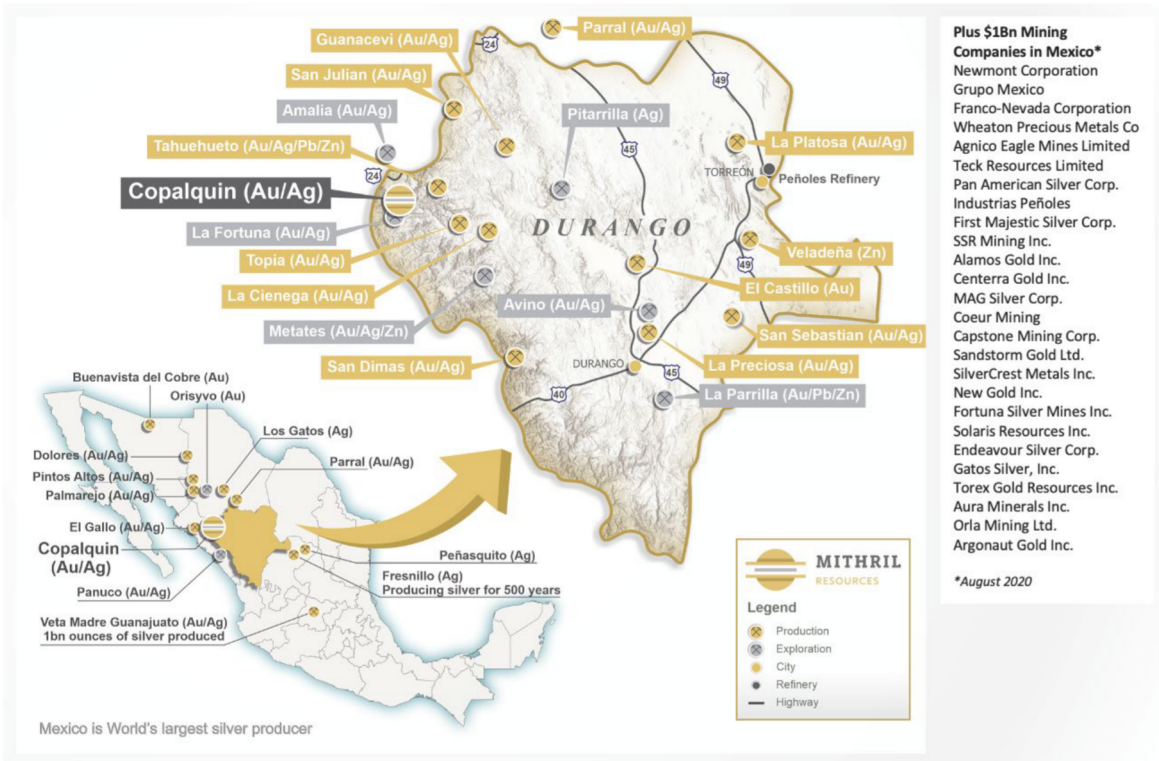 Parral (Au/Ag)
Guanacevi (Au/Ag)
24
San Julian (Au/Ag)
49
Amalia (Au/Ag)
Pitarrilla (Ag)
Tahuehueto (Au/Ag/Pb/Zn)
45
La Platosa (Au/Ag)
24
TORREÓN
Peñoles Refinery
Copalquin (Au/Ag)
La Fortuna (Au/Ag)
DURANGO
Topia (Au/Ag)
Veladeña (Zn)
49
La Cienega (Au/Ag)
El Castillo (Au)
Avino (Au/Ag)
Metates (Au/Ag/Zn)
San Sebastian (Au/Ag)
San Dimas (Au/Ag)
DURANGO
La Preciosa (Au/Ag)
45
40
La Parrilla (Au/Pb/Zn)
Buenavista del Cobre (Au)
Orisyvo (Au)
Los Gatos (Ag)
Dolores (Au/Ag)
Parral (Au/Ag)
Pintos Altos (Au/Ag)
Palmarejo (Au/Ag)
El Gallo (Au/Ag)
Copalquin
(Au/Ag)
Peñasquito (Ag)
Fresnillo (Ag)
Producing silver for 500 years
Panuco (Au/Ag)
Veta Madre Guanajuato (Au/Ag)
1bn ounces of silver produced
Mexico is World's largest silver producer
MITHRIL
RESOURCES
Legend
Production
Exploration
City
Refinery
Highway
Plus $1Bn Mining
Companies in Mexico*
Newmont Corporation
Grupo Mexico
Franco-Nevada Corporation
Wheaton Precious Metals Co
Agnico Eagle Mines Limited
Teck Resources Limited
Pan American Silver Corp.
Industrias Peñoles
First Majestic Silver Corp.
SSR Mining Inc.
Alamos Gold Inc.
Centerra Gold Inc.
MAG Silver Corp.
Coeur Mining
Capstone Mining Corp.
Sandstorm Gold Ltd.
SilverCrest Metals Inc.
New Gold Inc.
Fortuna Silver Mines Inc.
Solaris Resources Inc.
Endeavour Silver Corp.
Gatos Silver, Inc.
Torex Gold Resources Inc.
Aura Minerals Inc.
Orla Mining Ltd.
Argonaut Gold Inc.
*August 2020